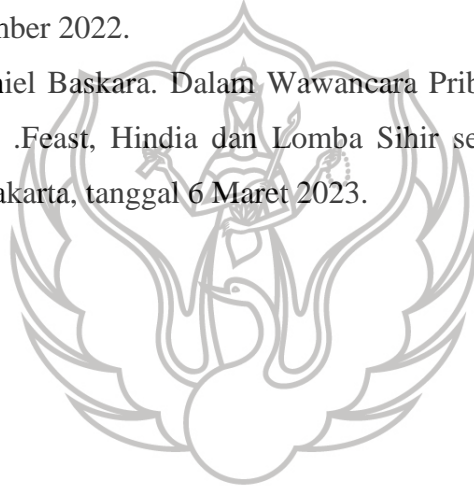 mber 2022.
niel Baskara. Dalam Wawancara Prib
.Feast, Hindia dan Lomba Sihir se
akarta, tanggal 6 Maret 2023.